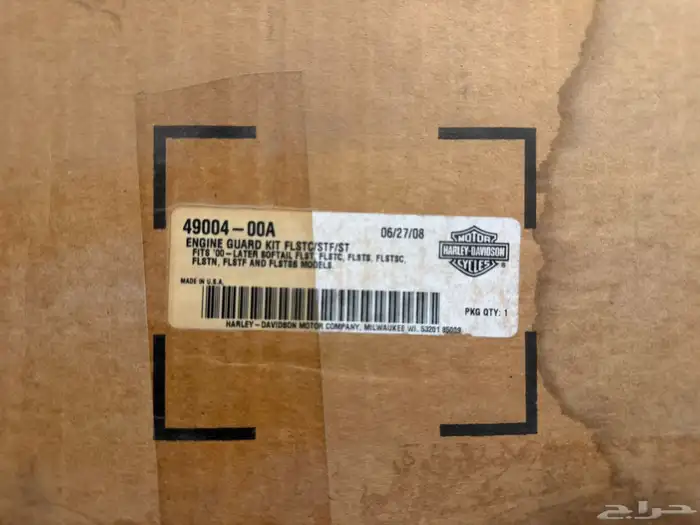 49004-00A 06/27/08
ENGINE GUARD KIT FLSTC/STF/ST
FITS '00-LATER SOFTAIL FLST, FLSTC, FLSTS, FLSTSC,
FLSTN, FLSTF AND FLSTSB MODELS.
MOTOR
HARLEY-DAVIDSON
CYCLES
®
MADE IN U.S.A.
PKG QTY: 1
HARLEY-DAVIDSON MOTOR COMPANY, MILWAUKEE WI. 53201 85009
حراج